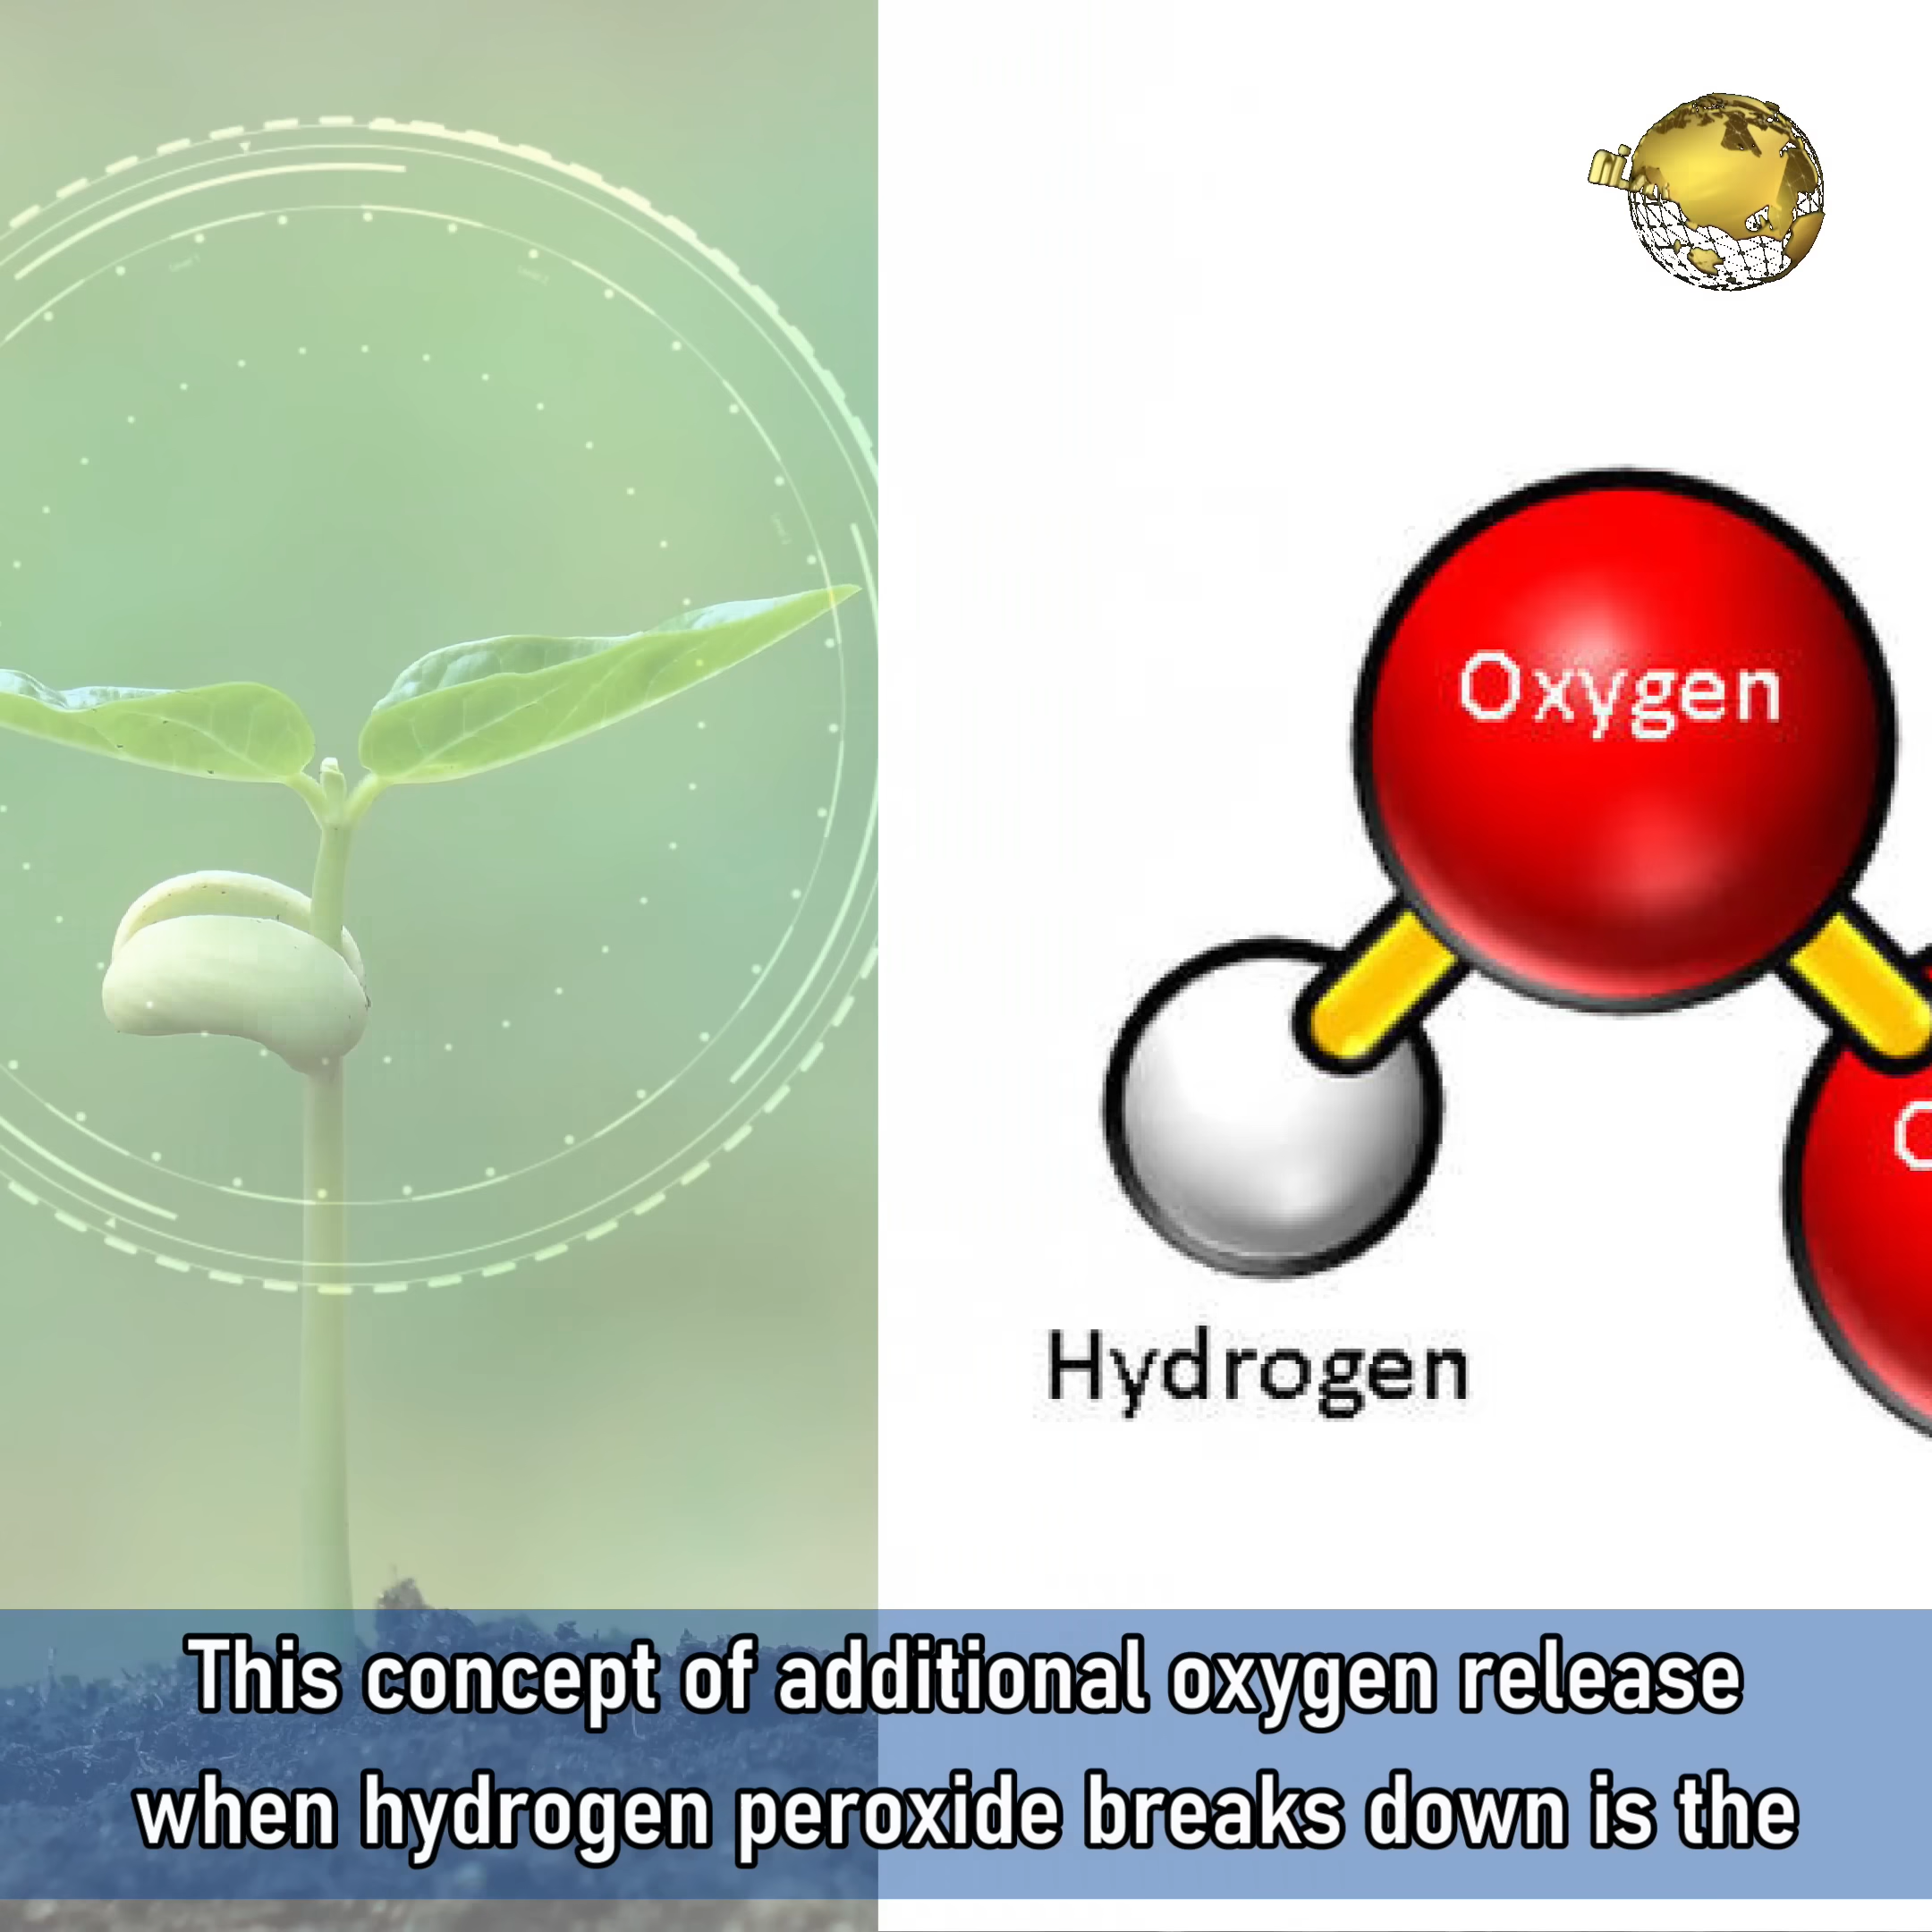 Oxygen
Hydrogen
This concept of additional oxygen release
when hydrogen peroxide breaks down is the